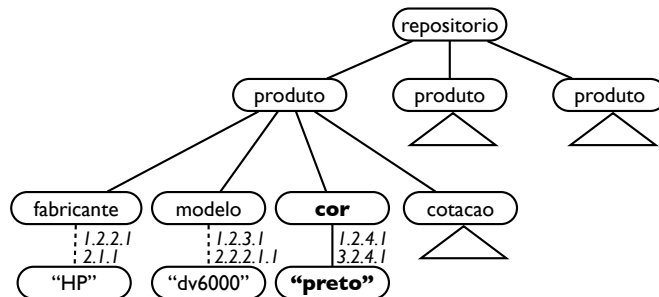 repositorio
produto produto produto
fabricante modelo cor cotacao
1.2.2.1 1.2.3.1 1.2.4.1
2.1.1 2.2.2.1.1 3.2.4.1
“HP” “dv6000” “preto”